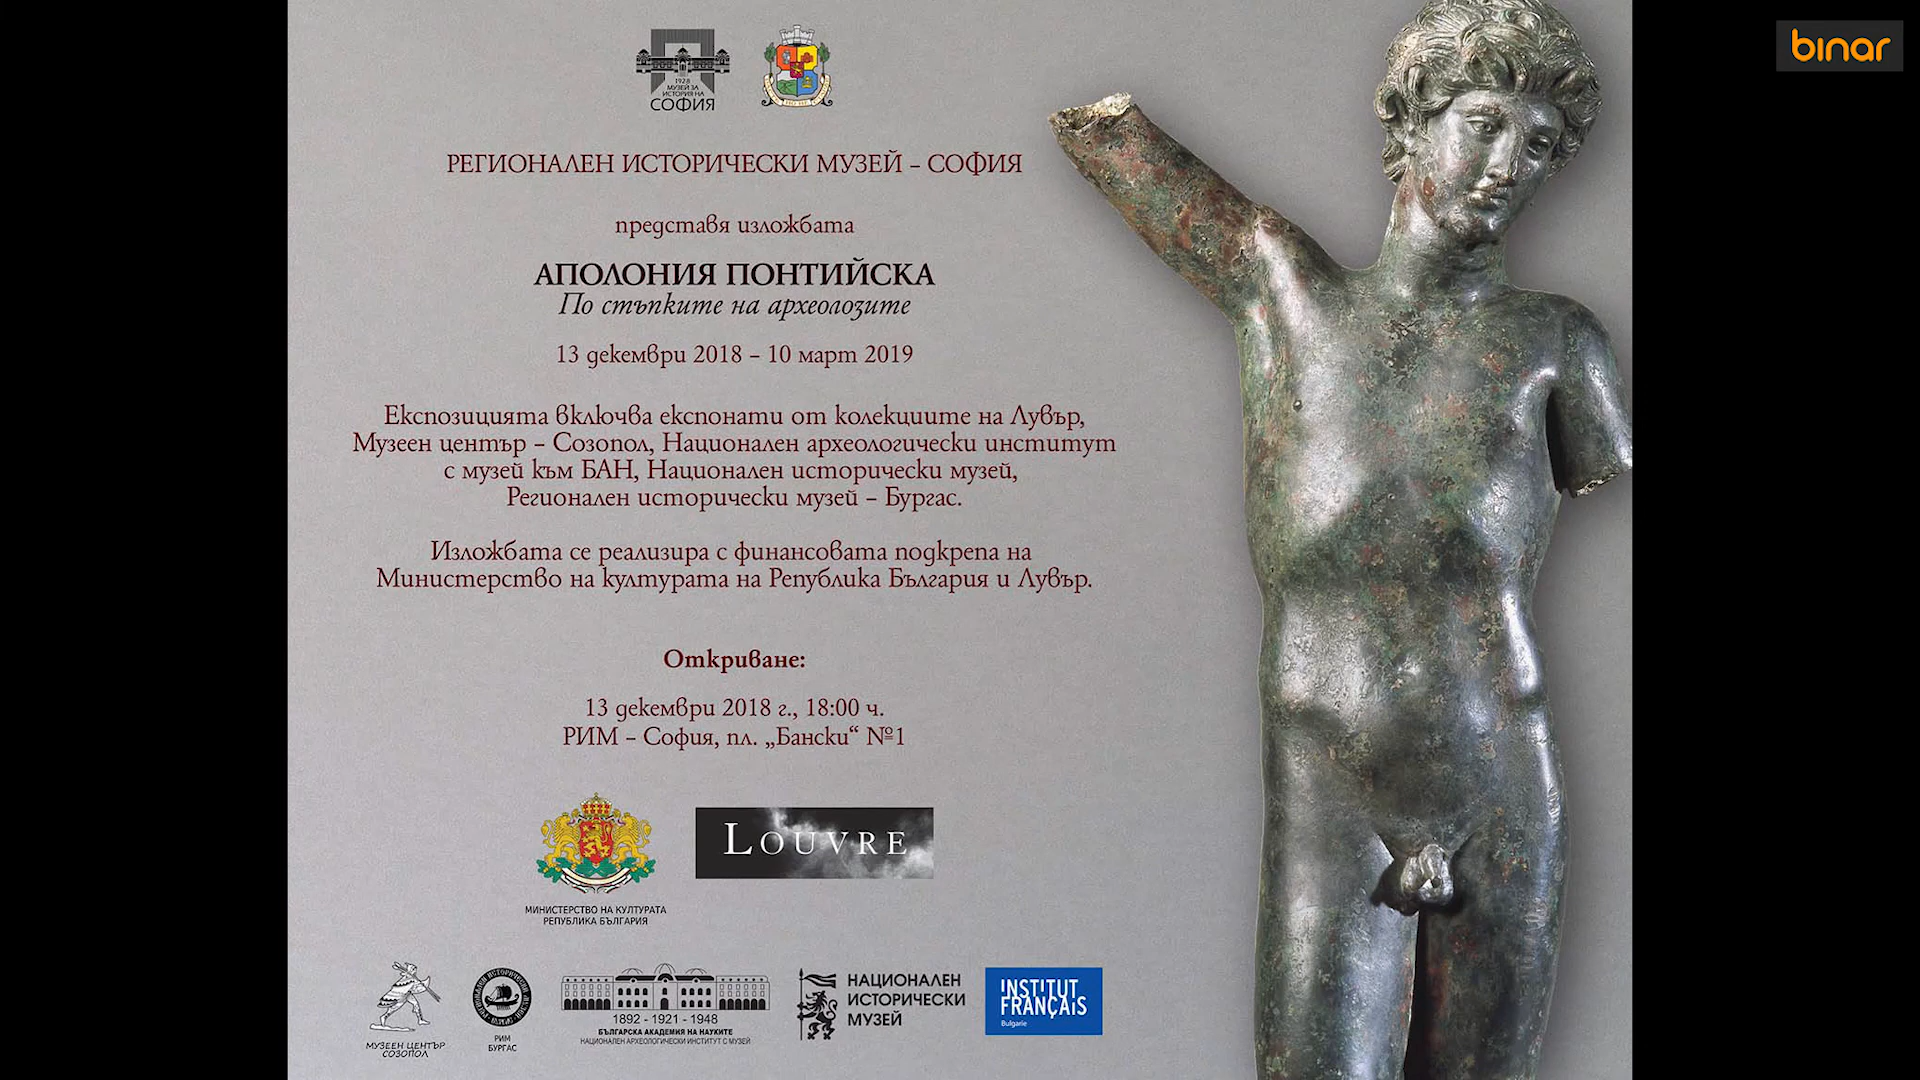 binar
1928
МУЗЕЙ ЗА
ИСТОРИЯ НА
СОФИЯ
РЕГИОНАЛЕН ИСТОРИЧЕСКИ МУЗЕЙ – СОФИЯ
представя изложбата
АПОЛОНИЯ ПОНТИЙСКА
По стъпките на археолозите
13 декември 2018 – 10 март 2019
Експозицията включва експонати от колекциите на Лувър,
Музеен център – Созопол, Национален археологически институт
с музей към БАН, Национален исторически музей,
Регионален исторически музей – Бургас.
Изложбата се реализира с финансовата подкрепа на
Министерство на културата на Република България и Лувър.
Откриване:
13 декември 2018 г., 18:00 ч.
РИМ – София, пл. „Бански“ №1
LOUVRE
МИНИСТЕРСТВО НА КУЛТУРАТА
РЕПУБЛИКА БЪЛГАРИЯ
МУЗЕЕН ЦЕНТЪР
СОЗОПОЛ
РИМ
БУРГАС
1892 - 1921 - 1948
БЪЛГАРСКА АКАДЕМИЯ НА НАУКИТЕ
НАЦИОНАЛЕН АРХЕОЛОГИЧЕСКИ ИНСТИТУТ С МУЗЕЙ
НАЦИОНАЛЕН
ИСТОРИЧЕСКИ
МУЗЕЙ
INSTITUT
FRANÇAIS
Bulgarie